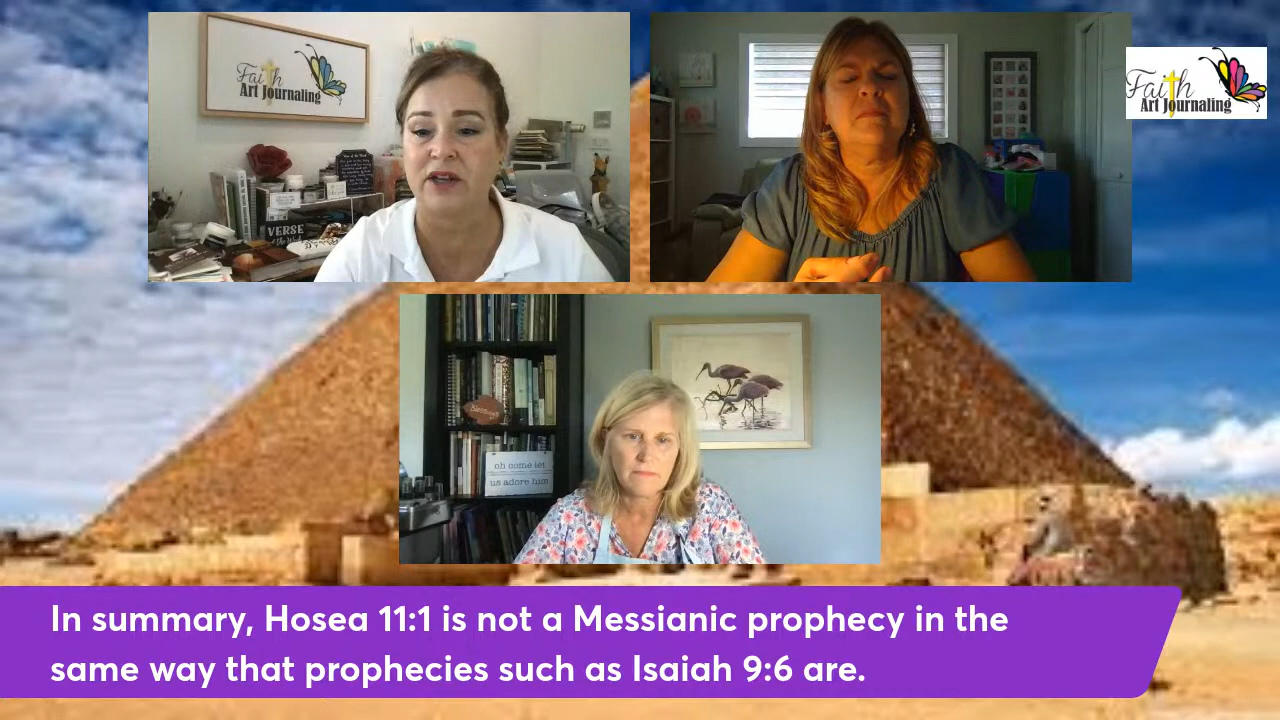 Faith
Art Journaling
Faith
Art Journaling
VERSE
Blessings
oh come let
us adore him
In summary, Hosea 11:1 is not a Messianic prophecy in the
same way that prophecies such as Isaiah 9:6 are.